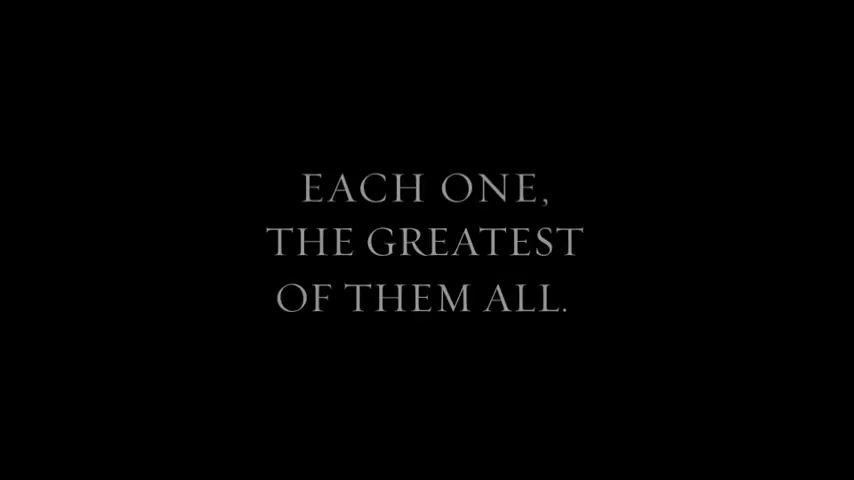 EACH ONE,
THE GREATEST
OF THEM ALL.